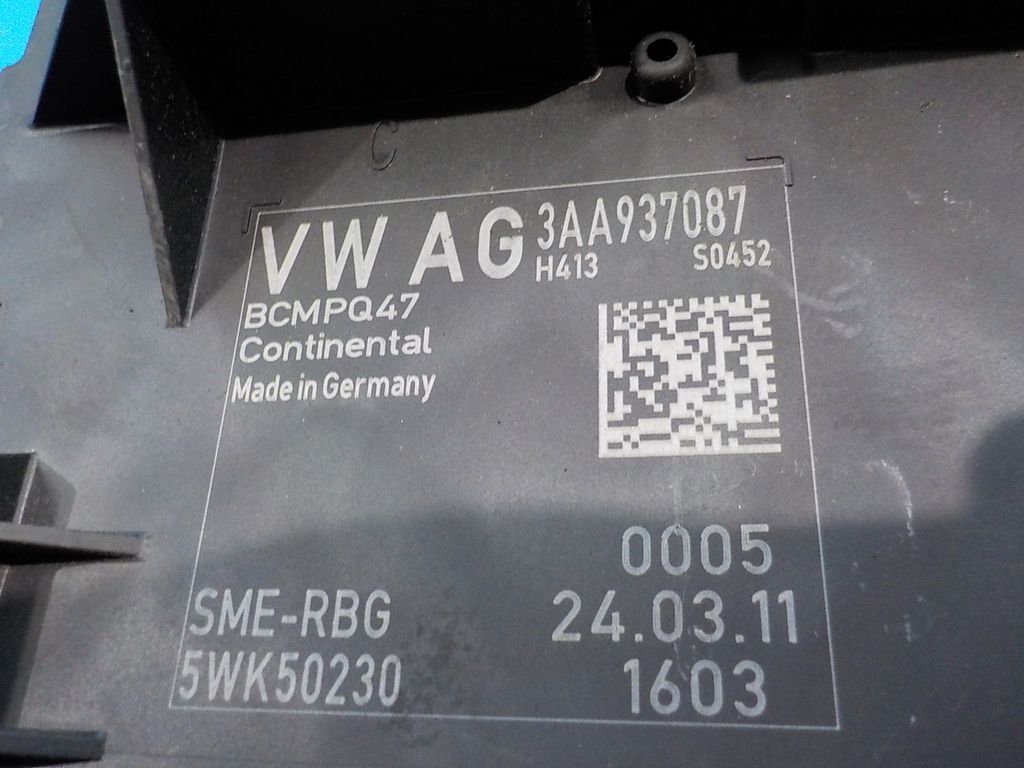 C
VW AG 3AA937087
H413 S0452
BCMPQ47
Continental
Made in Germany
0005
SME-RBG 24.03.11
5WK50230 1603